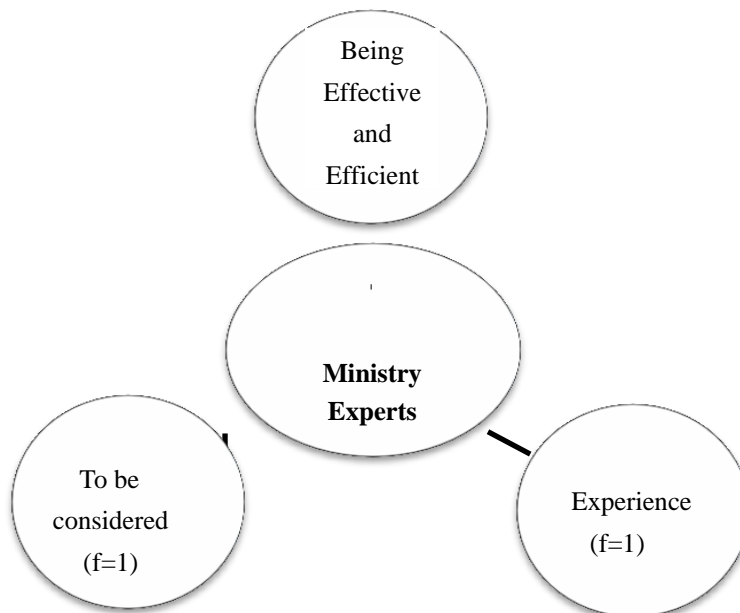 Being
Effective
and
Efficient
Ministry
Experts
To be
considered
(f=1)
Experience
(f=1)